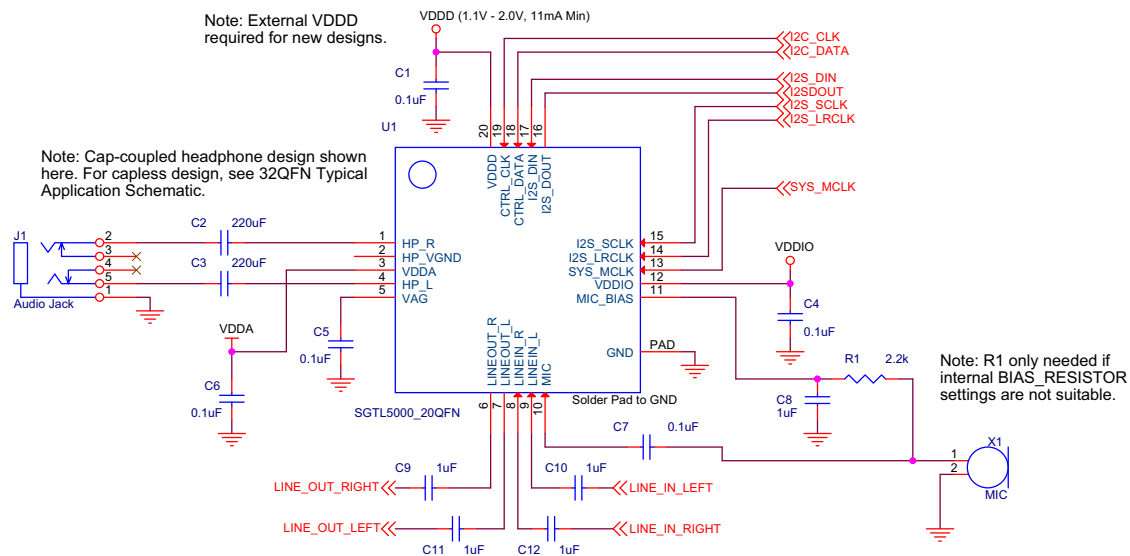 Note: External VDDD
required for new designs.
VDDD (1.1V - 2.0V, 11mA Min)
I2C_CLK
I2C_DATA
C1
0.1uF
I2S_DIN
I2SDOUT
I2S_SCLK
I2S_LRCLK
U1
20
19
18
17
16
Note: Cap-coupled headphone design shown
here. For capless design, see 32QFN Typical
Application Schematic.
VDDD
CTRL_CLK
CTRL_DATA
I2S_DIN
I2S_DOUT
SYS_MCLK
J1
2
3
4
5
1
Audio Jack
C2
220uF
C3
220uF
1
HP_R
2
HP_VGND
3
VDDA
4
HP_L
5
VAG
I2S_SCLK
15
I2S_LRCLK
14
SYS_MCLK
13
VDDIO
12
MIC_BIAS
11
VDDIO
C4
0.1uF
VDDA
C5
0.1uF
C6
0.1uF
LINEOUT_R
LINEOUT_L
LINEIN_R
LINEIN_L
MIC
GND
PAD
R1
2.2k
Note: R1 only needed if
internal BIAS_RESISTOR
settings are not suitable.
SGTL5000_20QFN
Solder Pad to GND
C8
1uF
6
7
8
9
10
C7
0.1uF
X1
1
2
MIC
C9
1uF
LINE_OUT_RIGHT
C10
1uF
LINE_IN_LEFT
LINE_OUT_LEFT
C11
1uF
C12
1uF
LINE_IN_RIGHT